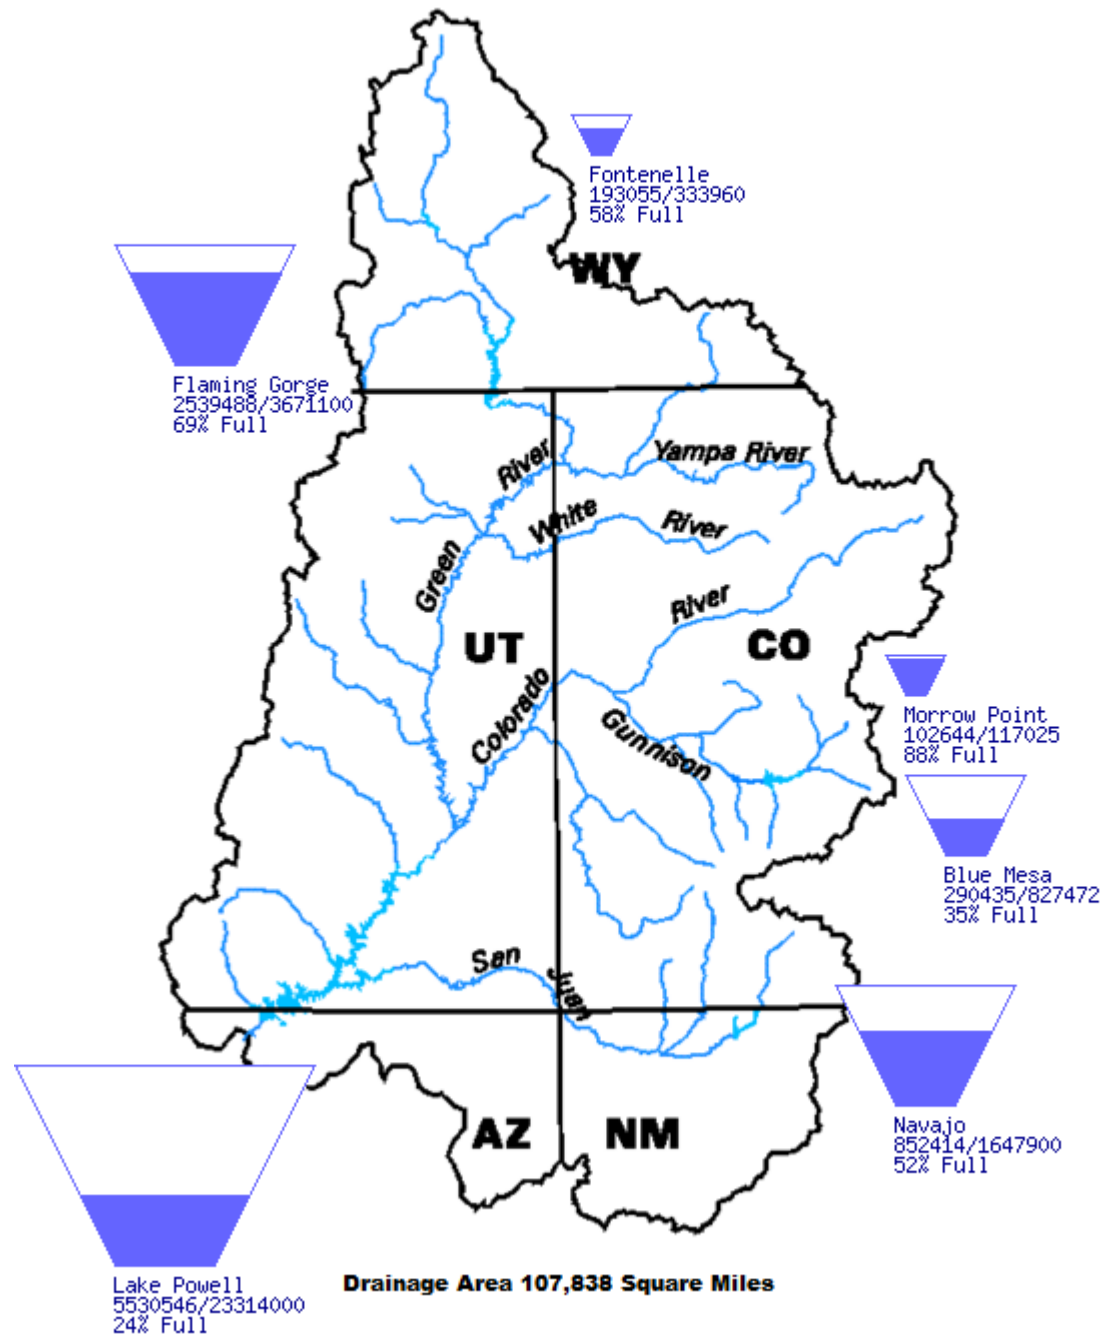 Fontenelle
193055/333960
58% Full
WY
Flaming Gorge
2539488/3671100
69% Full
River
Yampa River
White
River
Green
River
UT
CO
Colorado
Gunnison
Morrow Point
102644/117025
88% Full
Blue Mesa
290435/827472
35% Full
San
Juan
Navajo
852414/1647900
52% Full
AZ
NM
Lake Powell
5530546/23314000
24% Full
Drainage Area 107,838 Square Miles